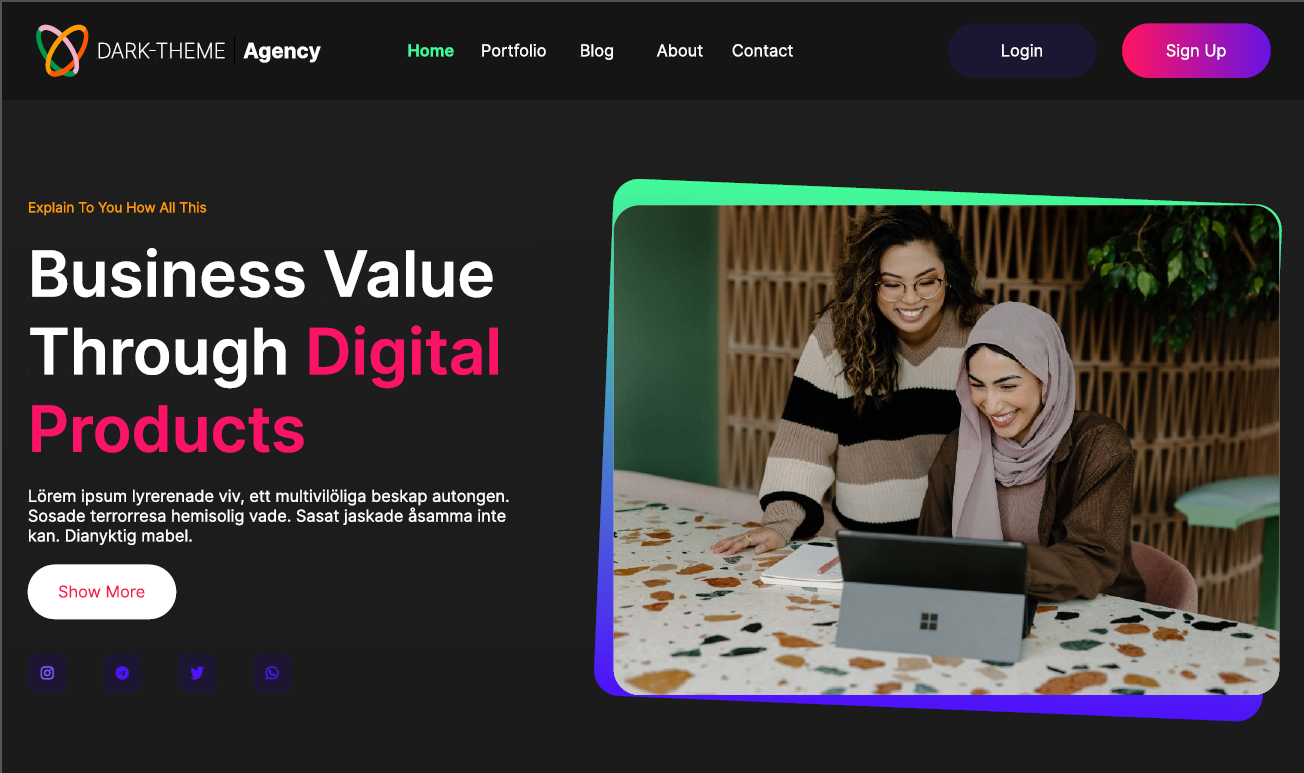 DARK-THEME Agency
Home Portfolio Blog About Contact
Login
Sign Up
Explain To You How All This
Business Value
Through Digital
Products
Lörem ipsum lyrerenade viv, ett multivilöliga beskap autongen.
Sosade terrorresa hemisolig vade. Sasat jaskade åsamma inte
kan. Dianyktig mabel.
Show More